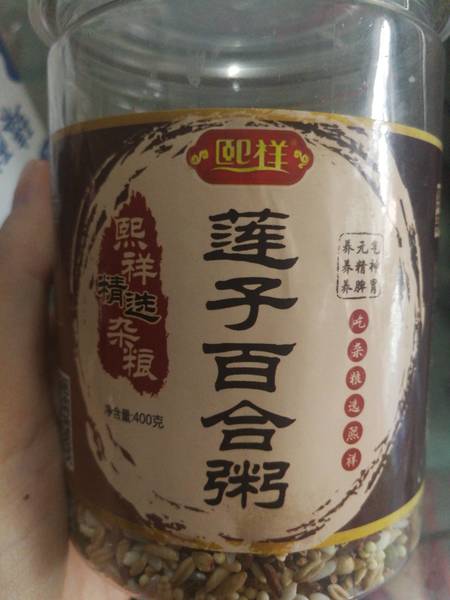 熙祥
莲子百合粥
熙祥
精选
杂粮
净含量:400克
养元气
养精神
养脾胃
吃杂粮选熙祥